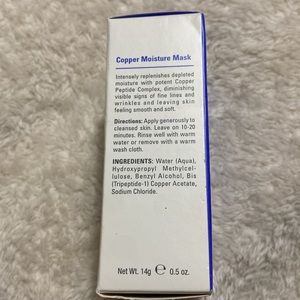 Copper Moisture Mask
Intensely replenishes depleted
moisture with potent Copper
Peptide Complex, diminishing
visible signs of fine lines and
wrinkles and leaving skin
feeling smooth and soft.
Directions: Apply generously to
cleansed skin. Leave on 10-20
minutes. Rinse well with warm
water or remove with a warm
wash cloth.
INGREDIENTS: Water (Aqua),
Hydroxypropyl Methylcel-
lulose, Benzyl Alcohol, Bis
(Tripeptide-1) Copper Acetate,
Sodium Chloride.
Net Wt. 14g ℮ 0.5 oz.